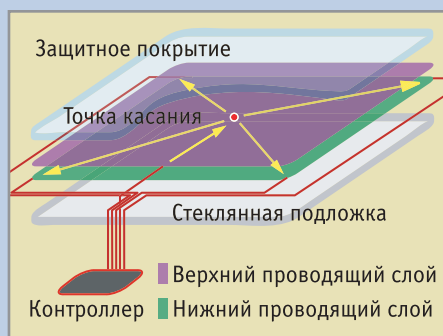 Защитное покрытие
Точка касания
Стеклянная подложка
Верхний проводящий слой
Контроллер
Нижний проводящий слой